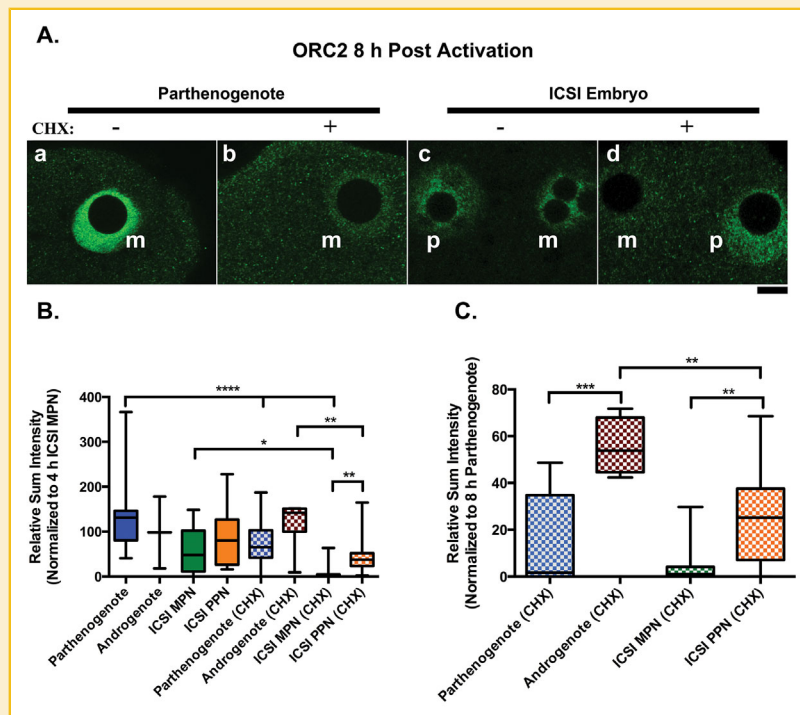 A.
ORC2 8 h Post Activation
Parthenogenote ICSI Embryo
CHX: - + - +
a b c d
m m p m m p
B.
Relative Sum Intensity
(Normalized to 4 h ICSI MPN)
400
300
200
100
0
****
*
**
**
Parthenogenote
Androgenote
ICSI MPN
ICSI PPN
Parthenogenote (CHX)
Androgenote (CHX)
ICSI MPN (CHX)
ICSI PPN (CHX)
C.
Relative Sum Intensity
(Normalized to 8 h Parthenogenote)
80
60
40
20
0
***
**
**
Parthenogenote (CHX)
Androgenote (CHX)
ICSI MPN (CHX)
ICSI PPN (CHX)